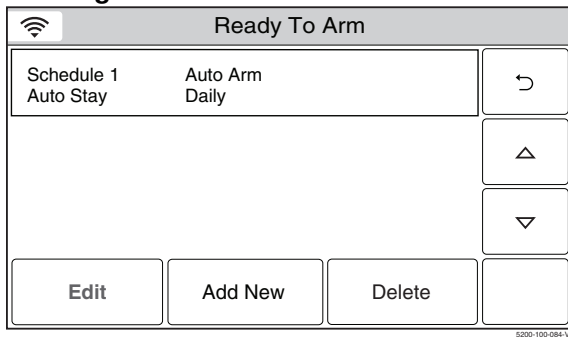 Ready To Arm
Schedule 1 Auto Arm
Auto Stay Daily
Edit Add New Delete
5200-100-084-V